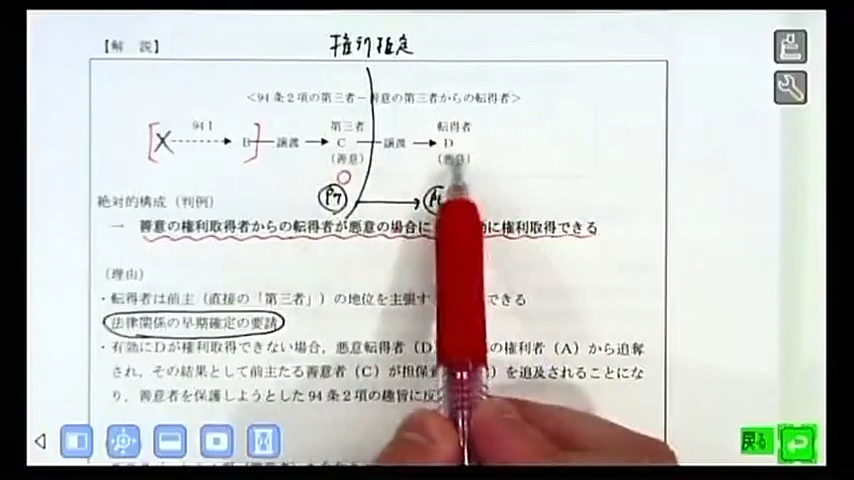 【解　説】
権利推定
＜94条2項の第三者－善意の第三者からの転得者＞
94Ⅰ
第三者
転得者
X
B
譲渡
C
譲渡
D
（善意）
（悪意）
絶対的構成（判例）
→ 善意の権利取得者からの転得者が悪意の場合に　　効に権利取得できる
（理由）
・転得者は前主（直接の「第三者」）の地位を主張す　　できる
法律関係の早期確定の要請
・有効にDが権利取得できない場合，悪意転得者（D　　の権利者（A）から追奪
され，その結果として前主たる善意者（C）が担保　　）を追及されることにな
り，善意者を保護しようとした94条2項の趣旨に反
戻る